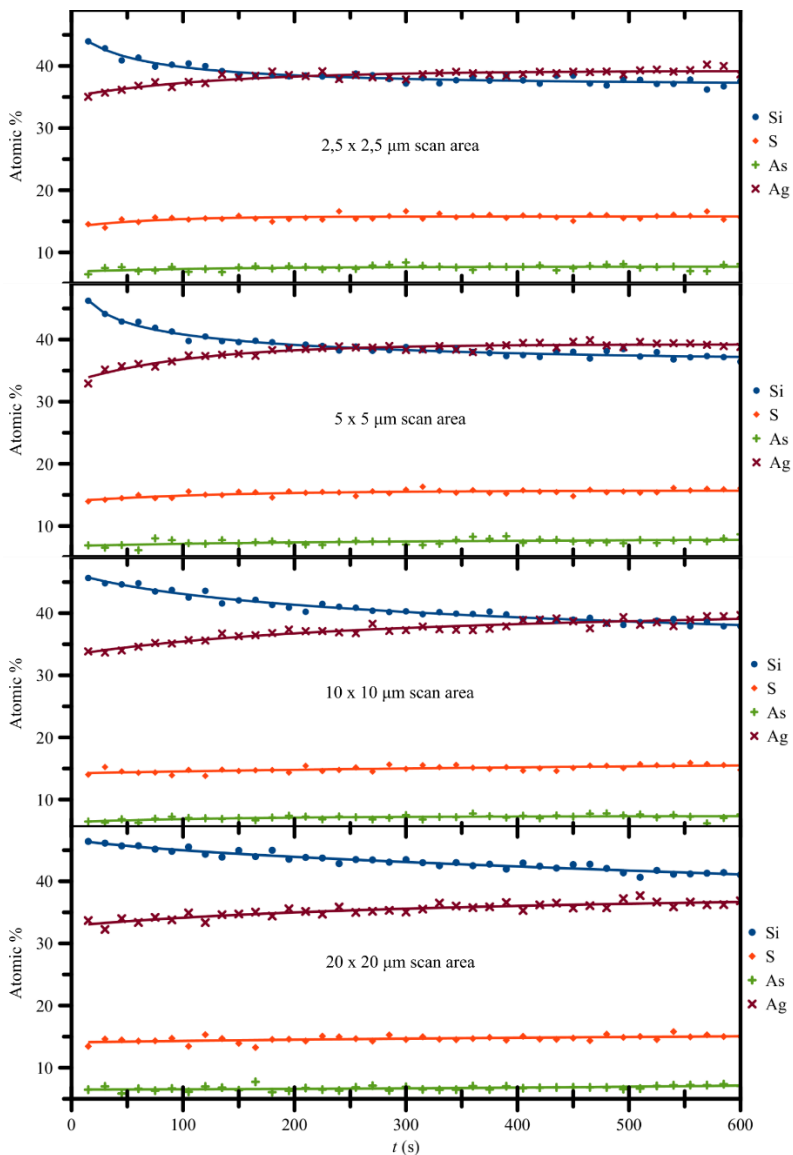 Atomic %
40
30
20
10
2,5 x 2,5 μm scan area
Si
S
As
Ag
Atomic %
40
30
20
10
5 x 5 μm scan area
Si
S
As
Ag
Atomic %
40
30
20
10
10 x 10 μm scan area
Si
S
As
Ag
Atomic %
40
30
20
10
20 x 20 μm scan area
Si
S
As
Ag
0 100 200 300 400 500 600
t (s)